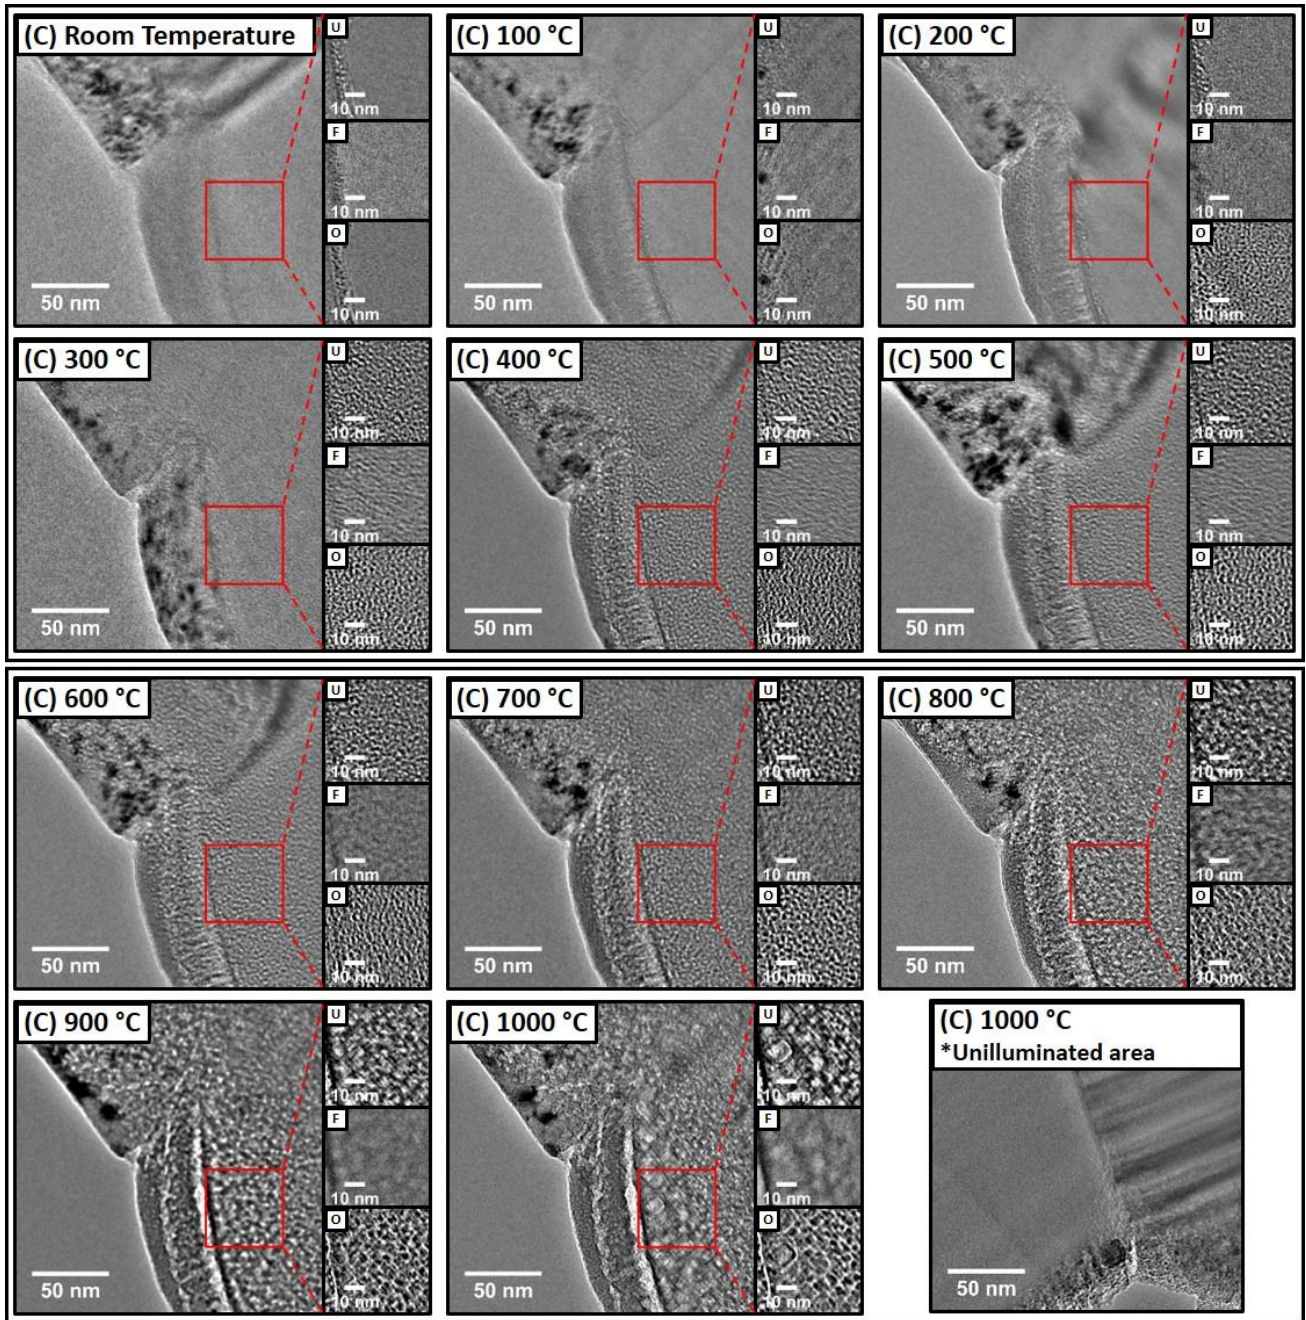 (C) Room Temperature
U
10 nm
F
10 nm
O
10 nm
50 nm
(C) 100 °C
U
10 nm
F
10 nm
O
10 nm
50 nm
(C) 200 °C
U
10 nm
F
10 nm
O
10 nm
50 nm
(C) 300 °C
U
10 nm
F
10 nm
O
10 nm
50 nm
(C) 400 °C
U
10 nm
F
10 nm
O
10 nm
50 nm
(C) 500 °C
U
10 nm
F
10 nm
O
10 nm
50 nm
(C) 600 °C
U
10 nm
F
10 nm
O
10 nm
50 nm
(C) 700 °C
U
10 nm
F
10 nm
O
10 nm
50 nm
(C) 800 °C
U
10 nm
F
10 nm
O
10 nm
50 nm
(C) 900 °C
U
10 nm
F
10 nm
O
10 nm
50 nm
(C) 1000 °C
U
10 nm
F
10 nm
O
10 nm
50 nm
(C) 1000 °C
*Unilluminated area
50 nm